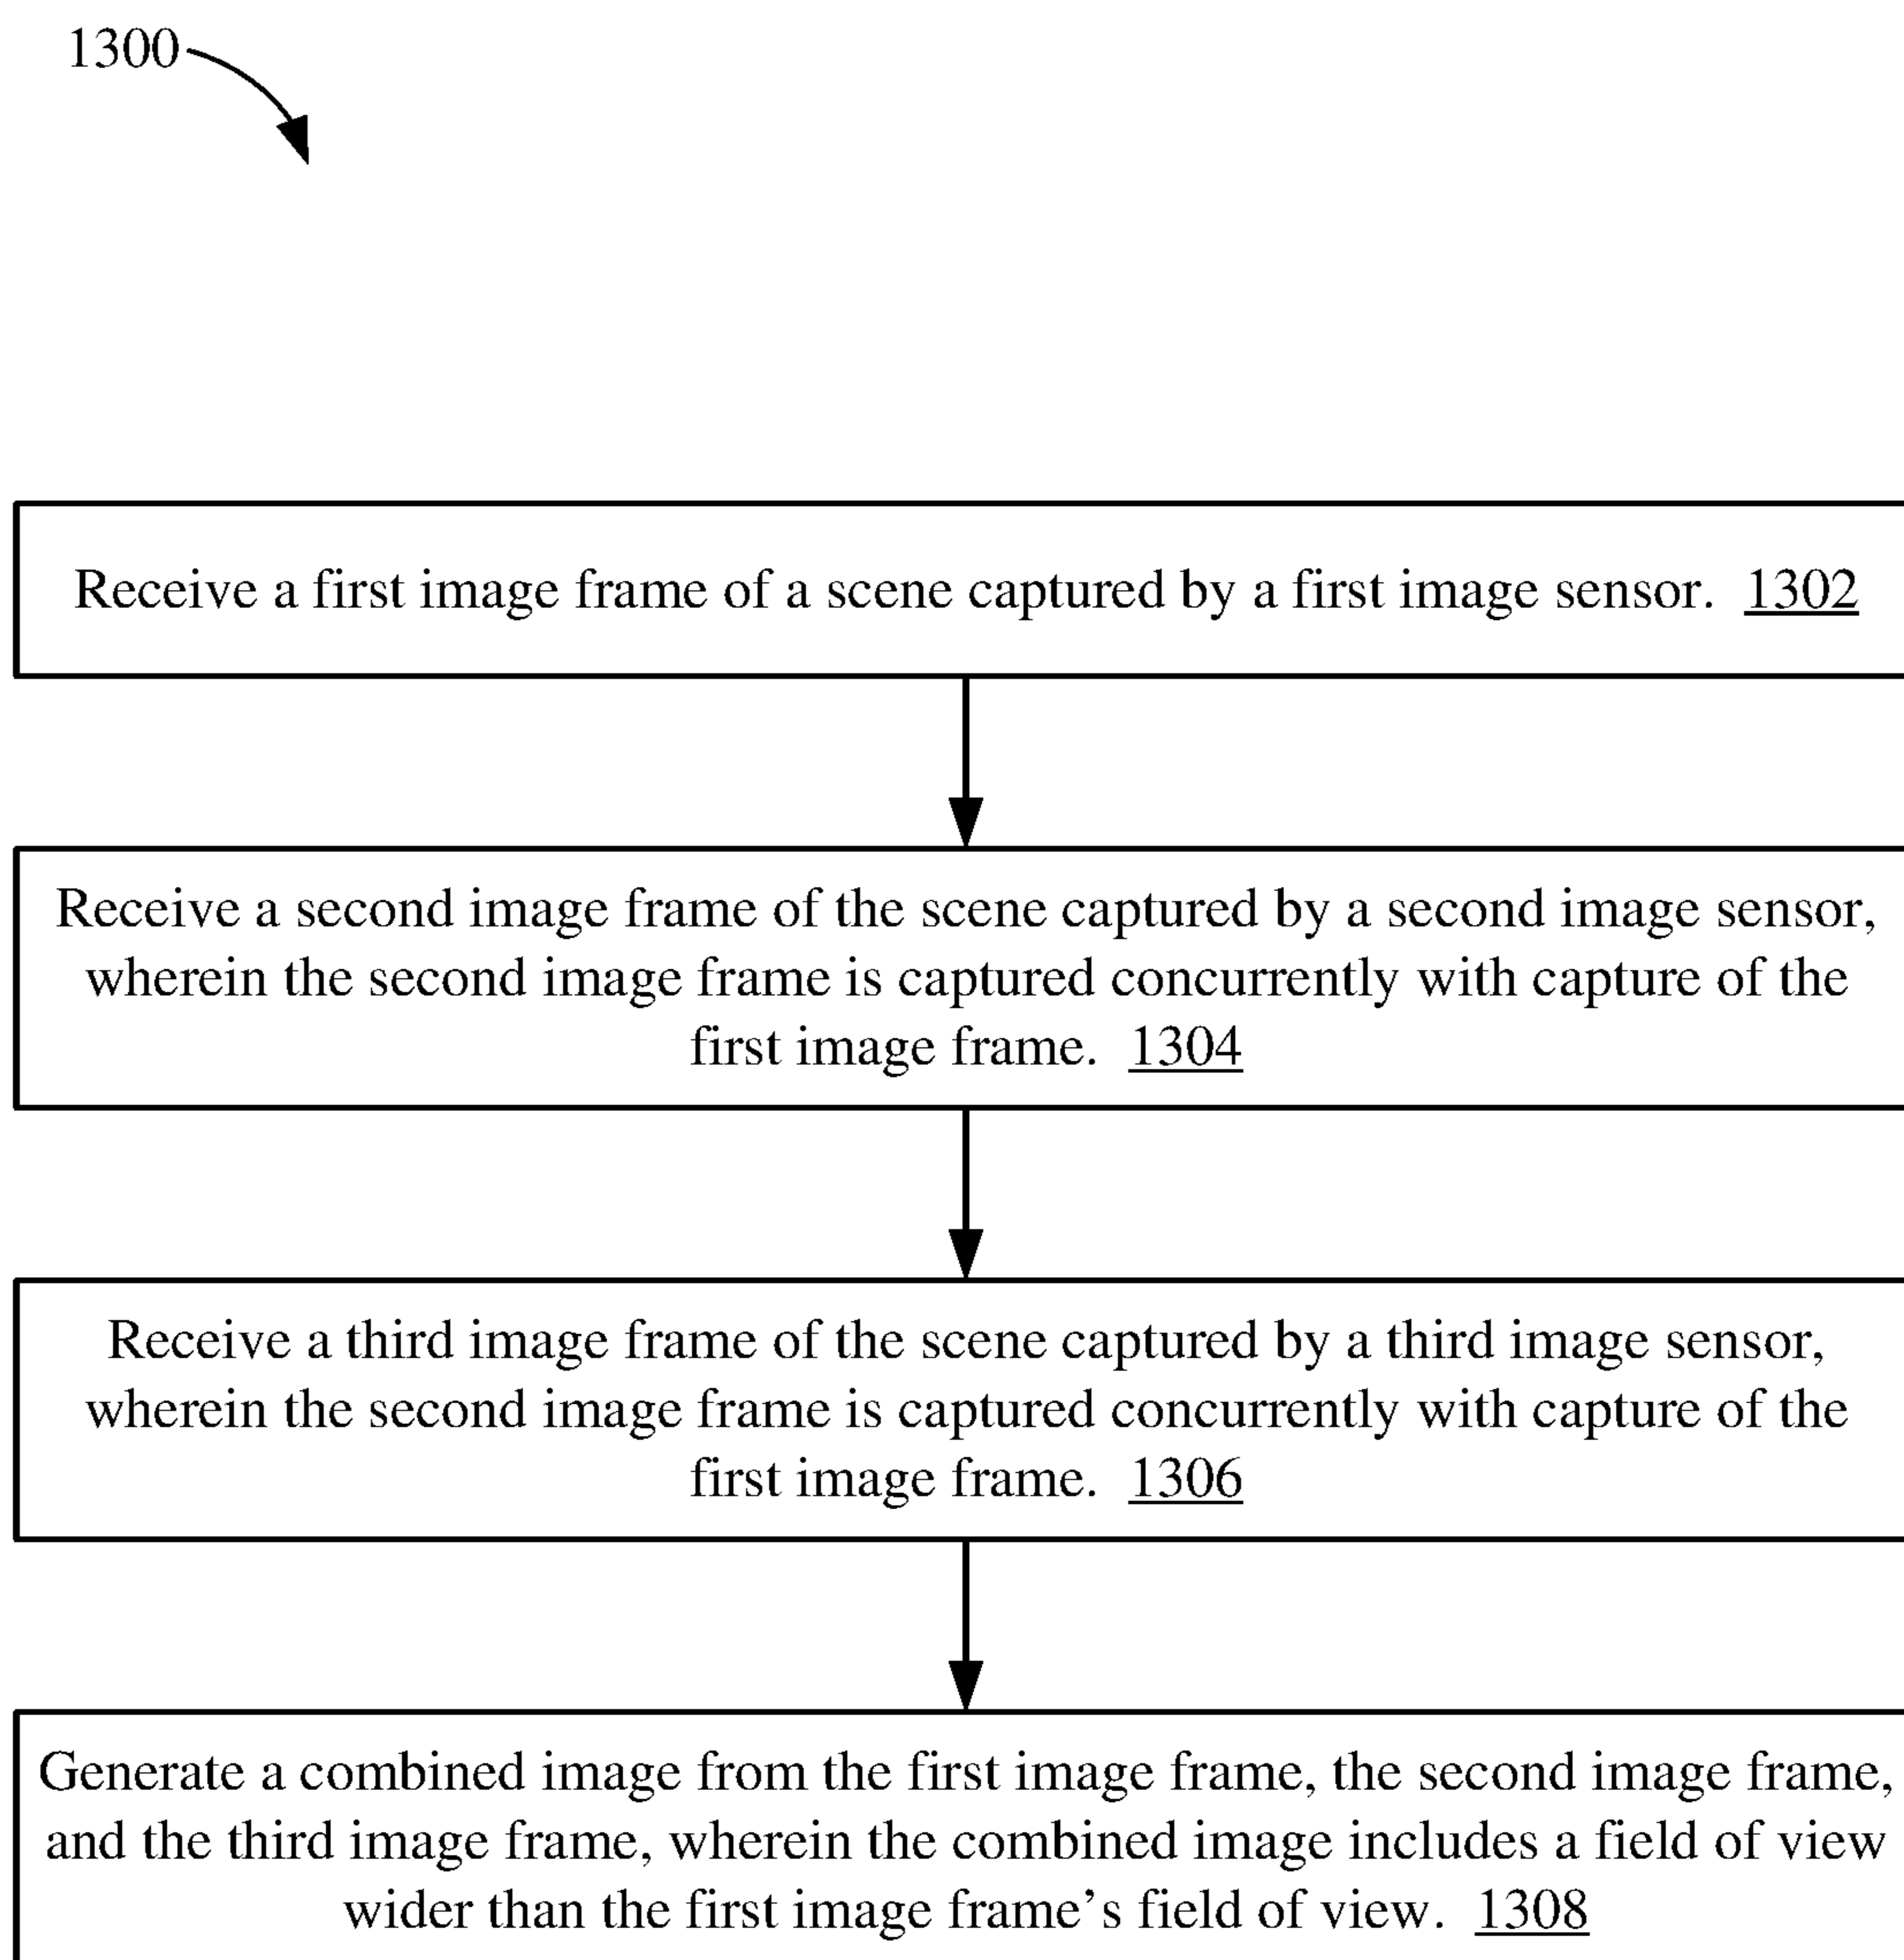 1300
Receive a first image frame of a scene captured by a first image sensor. 1302
Receive a second image frame of the scene captured by a second image sensor,
wherein the second image frame is captured concurrently with capture of the
first image frame. 1304
Receive a third image frame of the scene captured by a third image sensor,
wherein the second image frame is captured concurrently with capture of the
first image frame. 1306
Generate a combined image from the first image frame, the second image frame,
and the third image frame, wherein the combined image includes a field of view
wider than the first image frame’s field of view. 1308